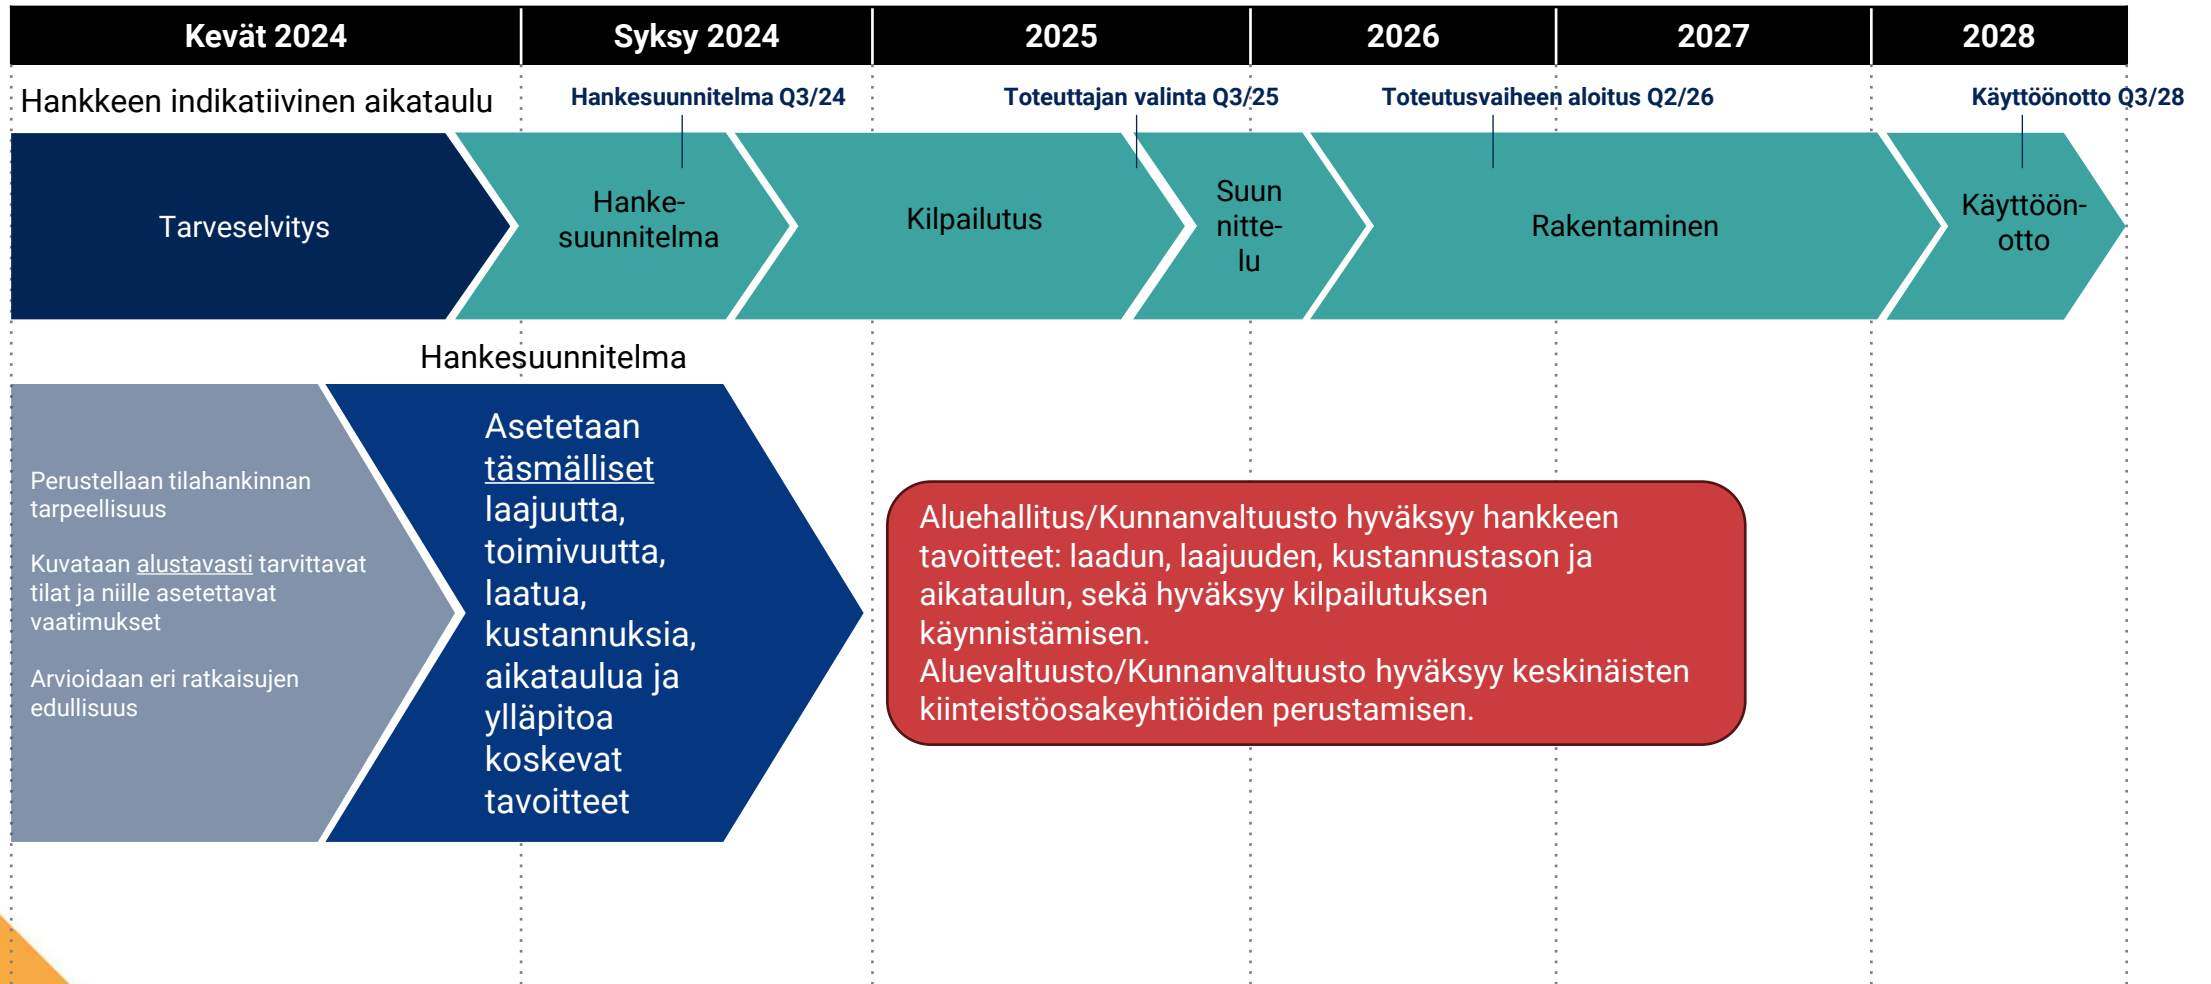 Kevät 2024
Syksy 2024
2025
2026
2027
2028
Hankkeen indikatiivinen aikataulu
Hankesuunnitelma Q3/24
Toteuttajan valinta Q3/25
Toteutusvaiheen aloitus Q2/26
Käyttöönotto Q3/28
Tarveselvitys
Hanke-
suunnitelma
Kilpailutus
Suun
nitte-
lu
Rakentaminen
Käyttöön-
otto
Hankesuunnitelma
Perustellaan tilahankinnan
tarpeellisuus
Kuvataan alustavasti tarvittavat
tilat ja niille asetettavat
vaatimukset
Arvioidaan eri ratkaisujen
edullisuus
Asetetaan
täsmälliset
laajuutta,
toimivuutta,
laatua,
kustannuksia,
aikataulua ja
ylläpitoa
koskevat
tavoitteet
Aluehallitus/Kunnanvaltuusto hyväksyy hankkeen
tavoitteet: laadun, laajuuden, kustannustason ja
aikataulun, sekä hyväksyy kilpailutuksen
käynnistämisen.
Aluevaltuusto/Kunnanvaltuusto hyväksyy keskinäisten
kiinteistöosakeyhtiöiden perustamisen.